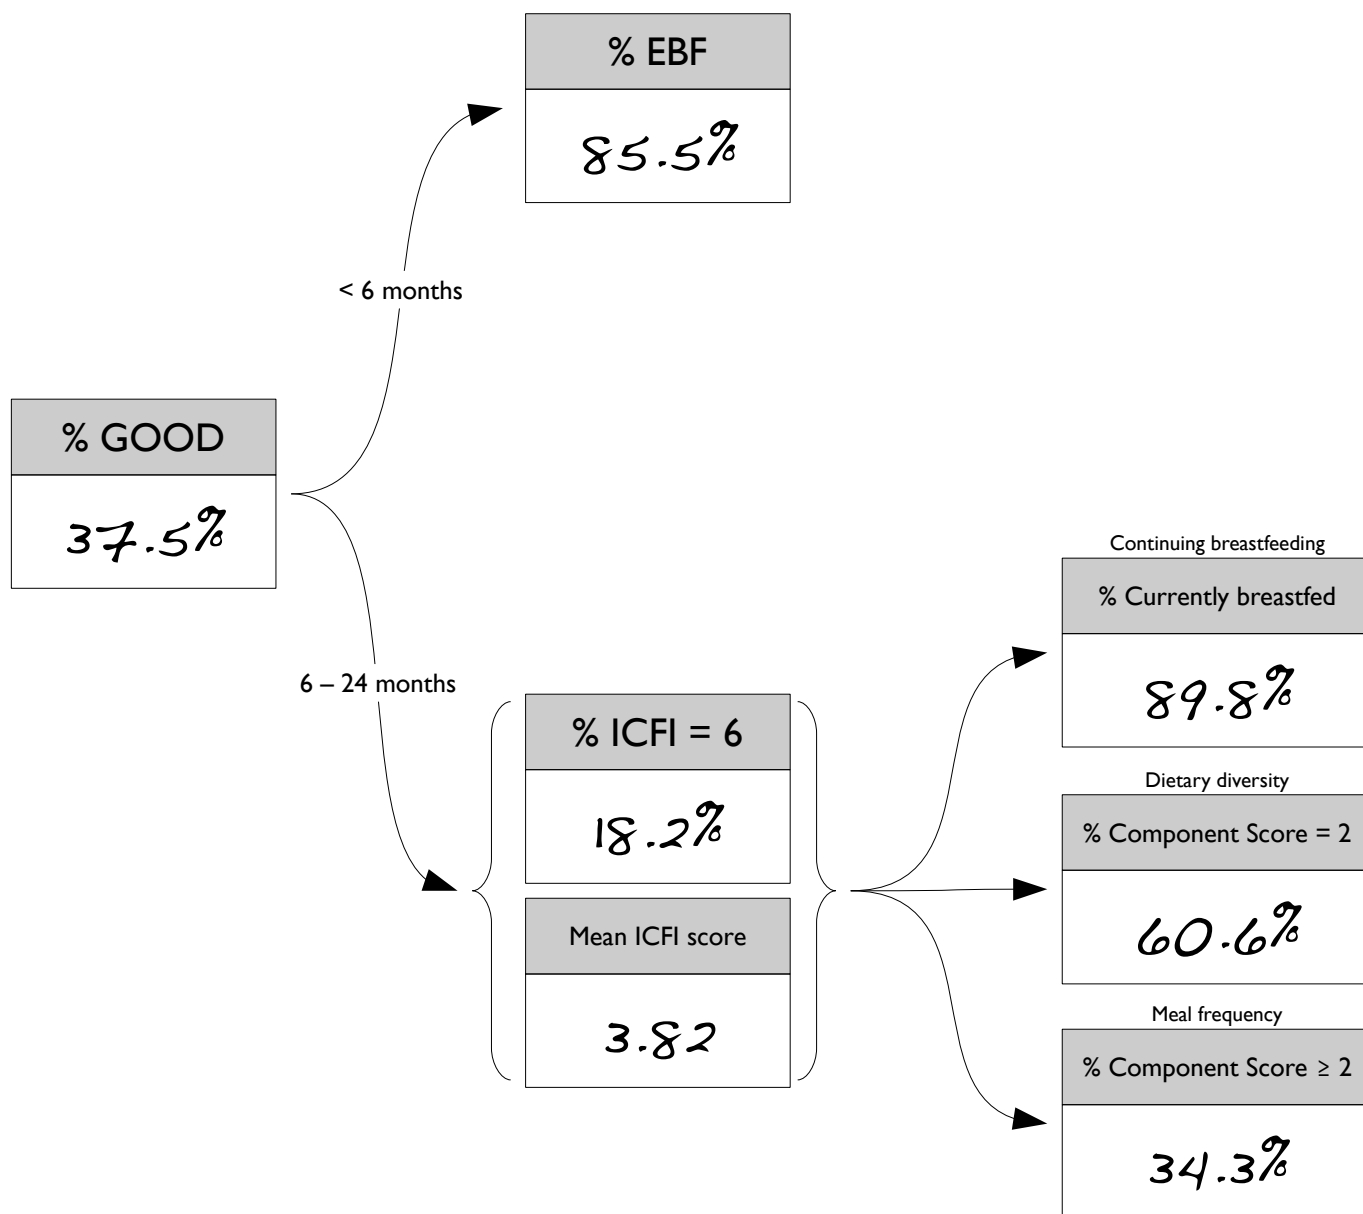 % EBF
85.5%
< 6 months
% GOOD
37.5%
6 – 24 months
% ICFI = 6
18.2%
Mean ICFI score
3.82
Continuing breastfeeding
% Currently breastfed
89.8%
Dietary diversity
% Component Score = 2
60.6%
Meal frequency
% Component Score ≥ 2
34.3%